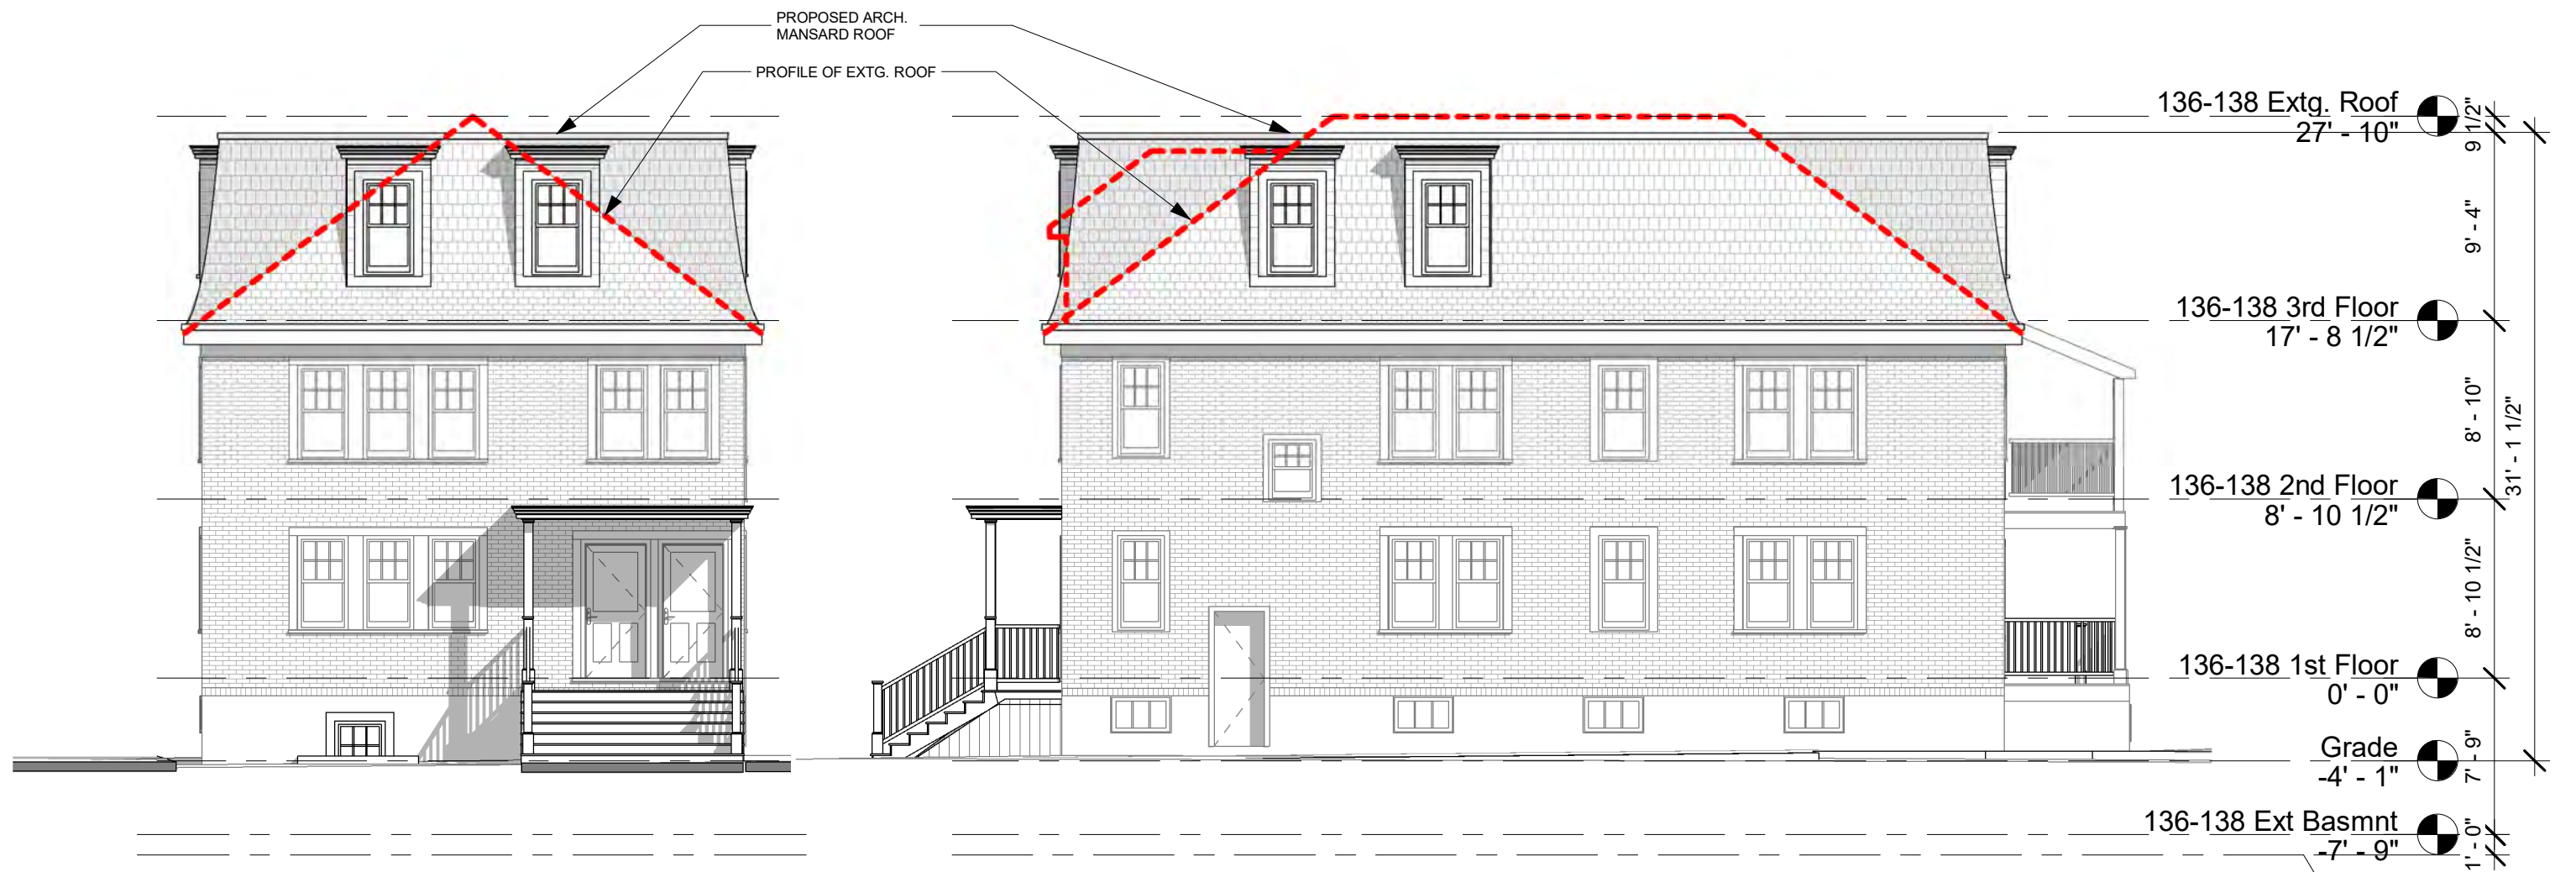 PROPOSED ARCH.
MANSARD ROOF
PROFILE OF EXTG. ROOF
136-138 Extg. Roof
27' - 10"
9 1/2"
9' - 4"
136-138 3rd Floor
17' - 8 1/2"
8' - 10"
31' - 1 1/2"
136-138 2nd Floor
8' - 10 1/2"
8' - 10 1/2"
136-138 1st Floor
0' - 0"
Grade
-4' - 1"
7' - 9"
136-138 Ext Basmnt
-7' - 9"
1' - 0"